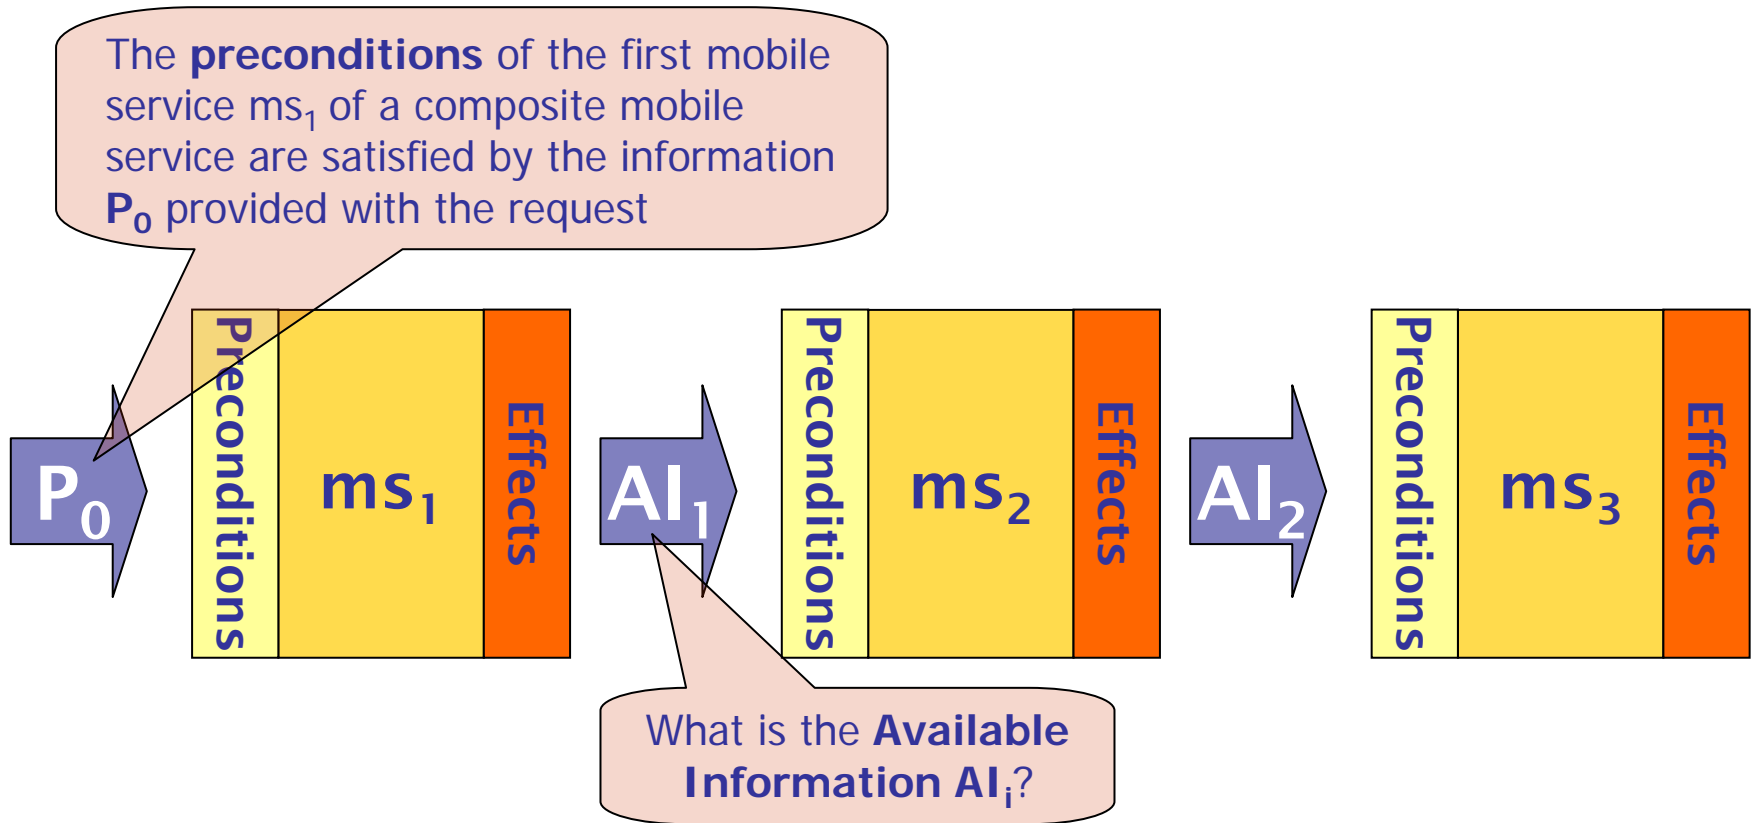 The preconditions of the first mobile
service ms₁ of a composite mobile
service are satisfied by the information
P₀ provided with the request
P₀
Preconditions
ms₁
Effects
AI₁
Preconditions
ms₂
Effects
AI₂
Preconditions
ms₃
Effects
What is the Available
Information AIᵢ?